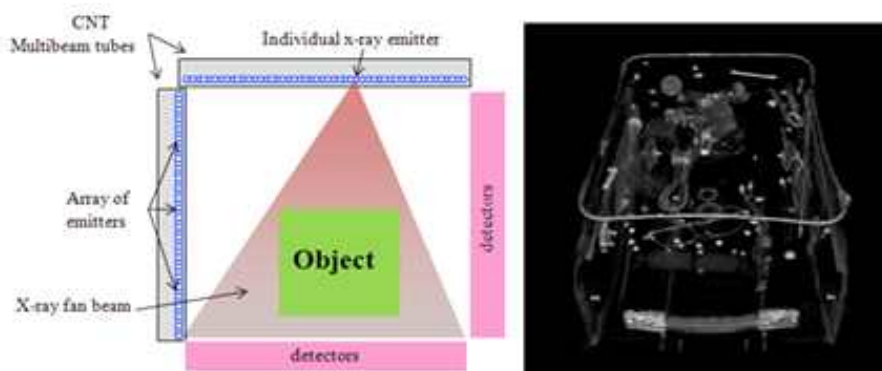 CNT
Multibeam tubes
Individual x-ray emitter
Array of
emitters
Object
detectors
X-ray fan beam
detectors